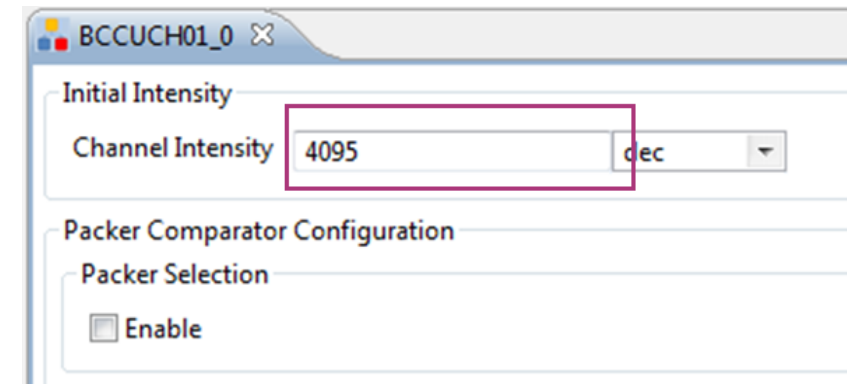 BCCUCH01_0
Initial Intensity
Channel Intensity 4095 dec
Packer Comparator Configuration
Packer Selection
Enable